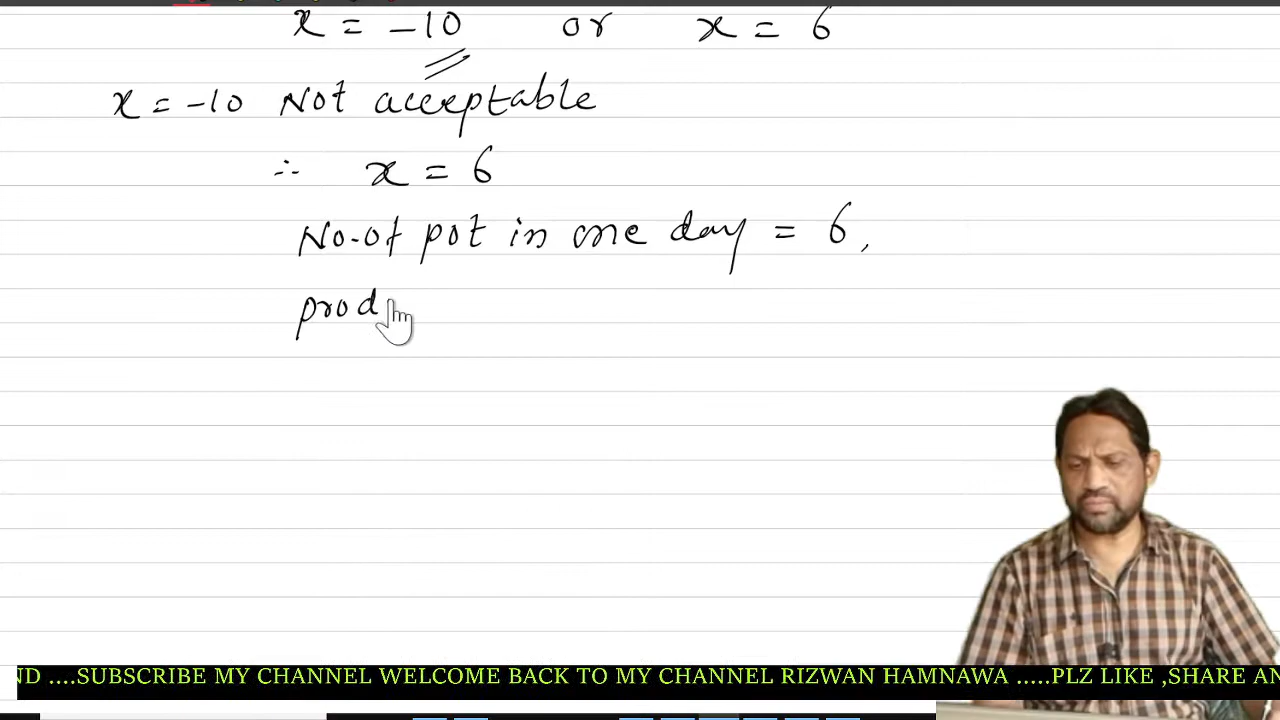 x = -10 or x = 6
x = -10 Not acceptable
∴ x = 6
No. of pot in one day = 6,
prod
ND ....SUBSCRIBE MY CHANNEL WELCOME BACK TO MY CHANNEL RIZWAN HAMNAWA .....PLZ LIKE ,SHARE AN